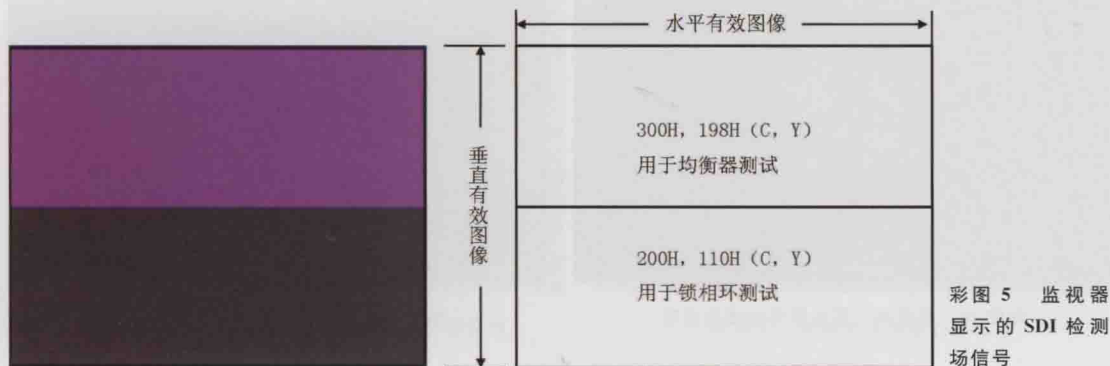 水平有效图像
垂直有效图像
300H, 198H (C, Y)
用于均衡器测试
200H, 110H (C, Y)
用于锁相环测试
彩图 5 监视器
显示的 SDI 检测
场信号